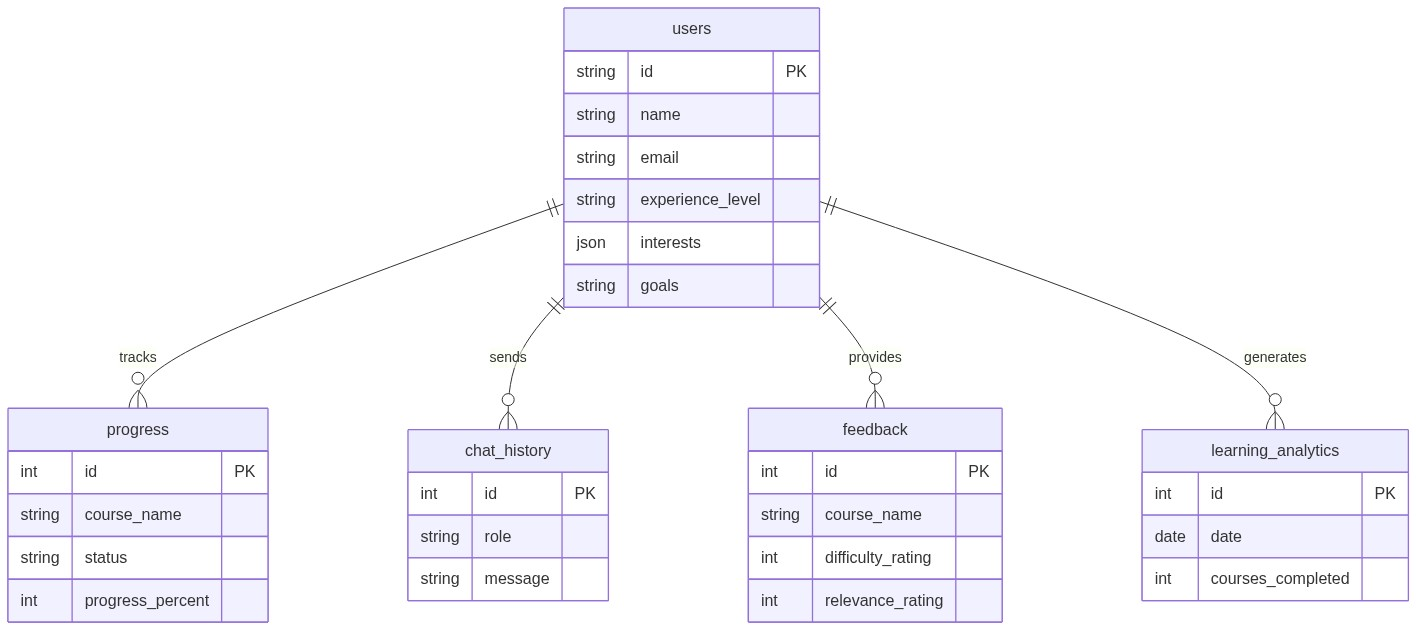 users
string id PK
string name
string email
string experience_level
json interests
string goals
tracks
sends
provides
generates
progress
int id PK
string course_name
string status
int progress_percent
chat_history
int id PK
string role
string message
feedback
int id PK
string course_name
int difficulty_rating
int relevance_rating
learning_analytics
int id PK
date date
int courses_completed